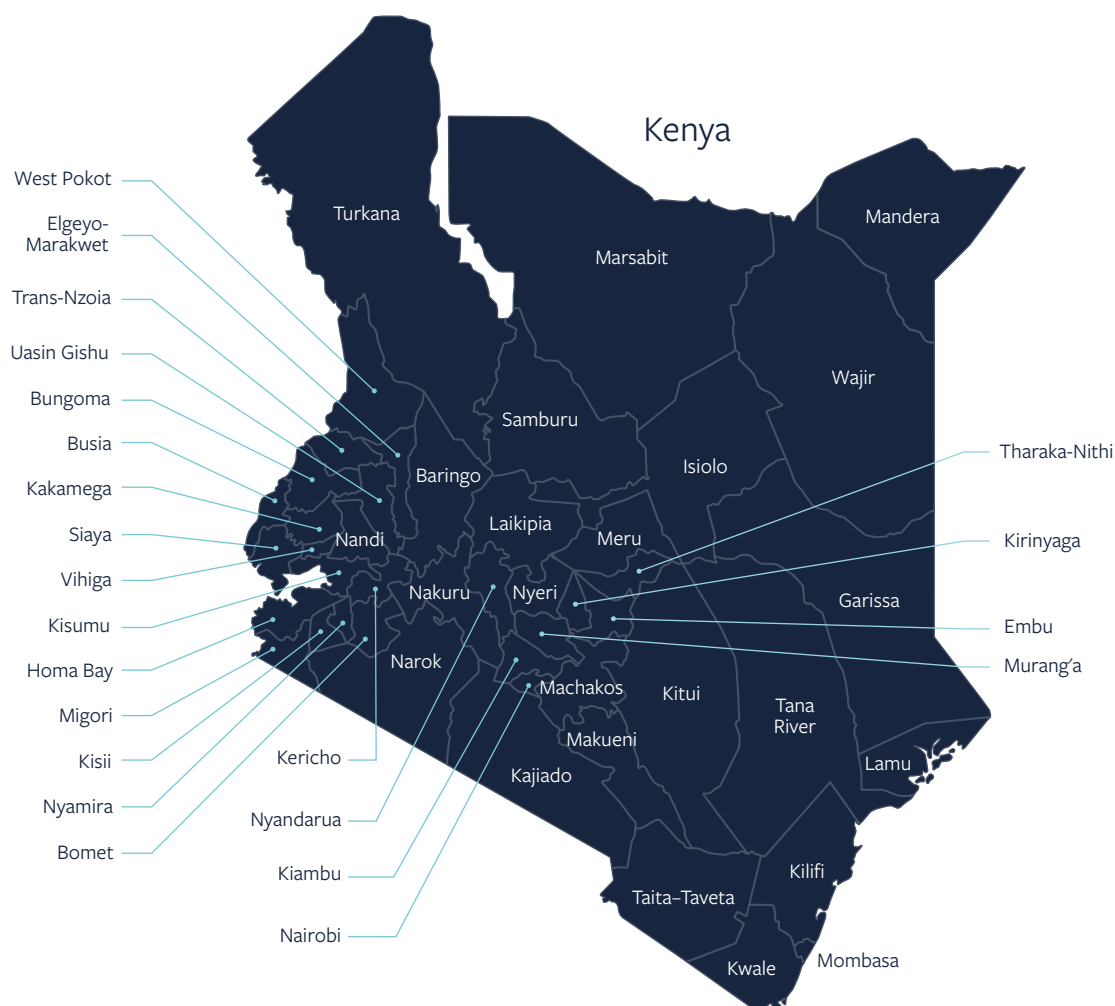 Kenya
West Pokot
Elgeyo-
Marakwet
Trans-Nzoia
Uasin Gishu
Bungoma
Busia
Kakamega
Siaya
Vihiga
Kisumu
Homa Bay
Migori
Kisii
Nyamira
Bomet
Kericho
Nyandarua
Kiambu
Nairobi
Turkana
Marsabit
Mandera
Wajir
Samburu
Isiolo
Baringo
Laikipia
Meru
Nandi
Nakuru
Nyeri
Garissa
Narok
Machakos
Kitui
Tana
River
Makueni
Kajiado
Lamu
Kilifi
Taita–Taveta
Kwale
Mombasa
Tharaka-Nithi
Kirinyaga
Embu
Murang'a